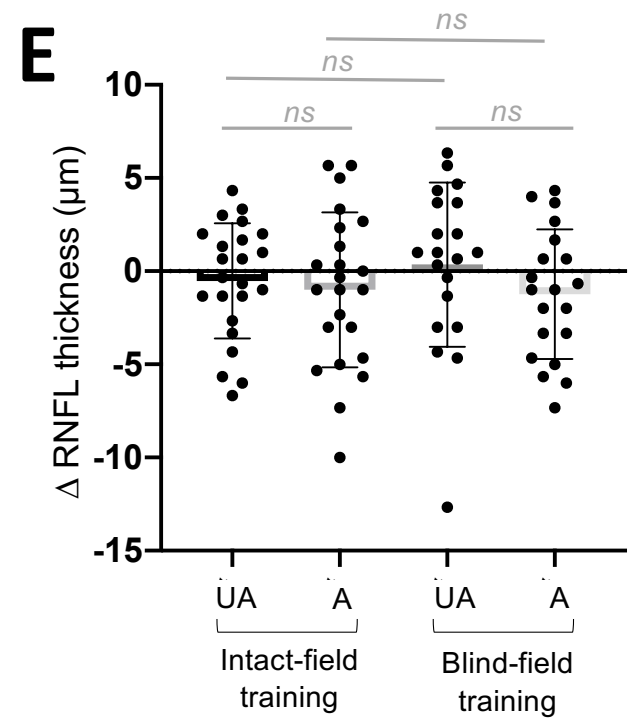 E
ns
ns
ns ns
10
5
0
-5
-10
-15
Δ RNFL thickness (μm)
UA A UA A
Intact-field training
Blind-field training